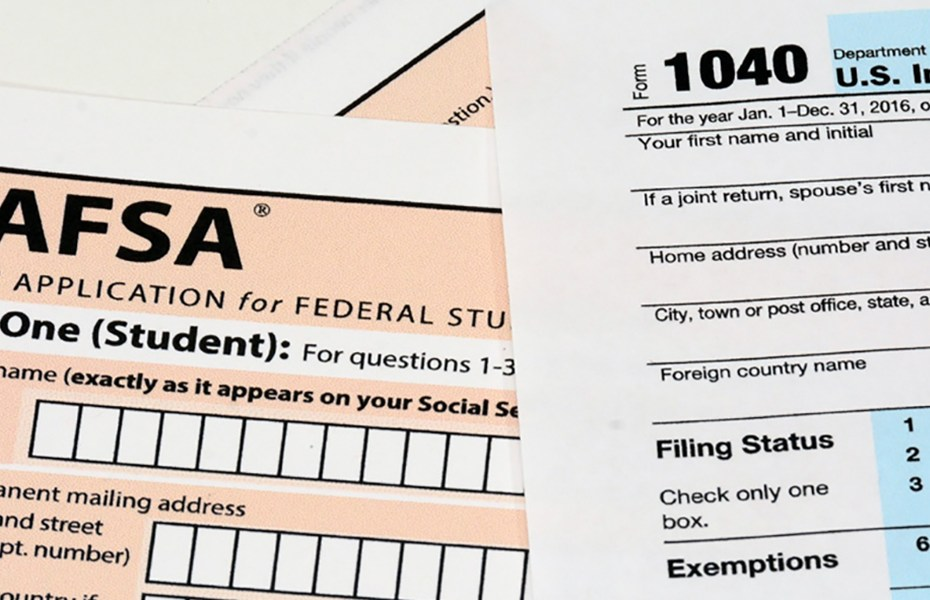 stion.
AFSA®
APPLICATION for FEDERAL STU
One (Student): For questions 1-3
name (exactly as it appears on your Social Se
anent mailing address
and street
pt. number)
Form 1040
Department
U.S. I
For the year Jan. 1–Dec. 31, 2016, o
Your first name and initial
If a joint return, spouse's first n
Home address (number and st
City, town or post office, state, a
Foreign country name
Filing Status
Check only one
box.
1
2
3
Exemptions
6